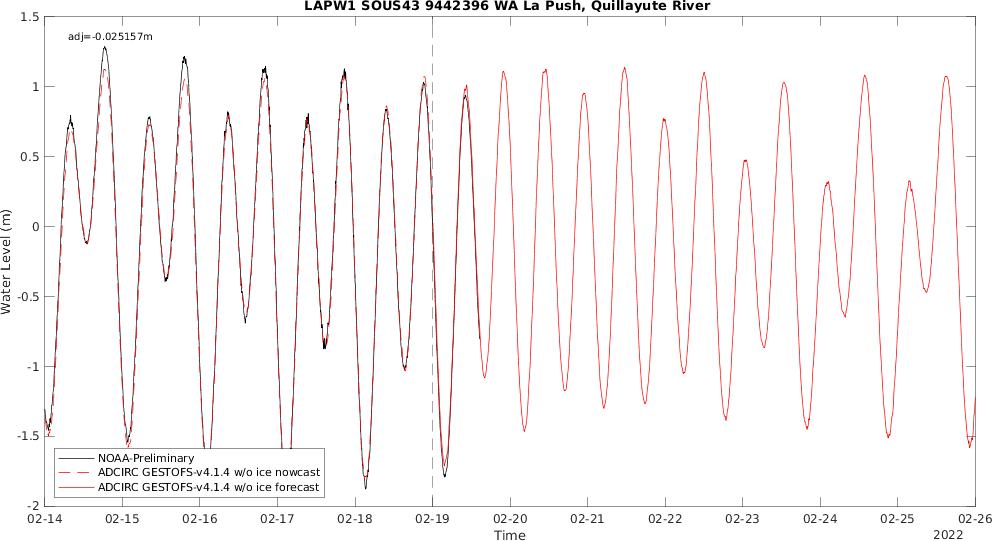 LAPW1 SOUS43 9442396 WA La Push, Quillayute River
adj=-0.025157m
Water Level (m)
1.5
1
0.5
0
-0.5
-1
-1.5
-2
NOAA-Preliminary
ADCIRC GESTOFS-v4.1.4 w/o ice nowcast
ADCIRC GESTOFS-v4.1.4 w/o ice forecast
02-14 02-15 02-16 02-17 02-18 02-19 02-20 02-21 02-22 02-23 02-24 02-25 02-26
Time
2022